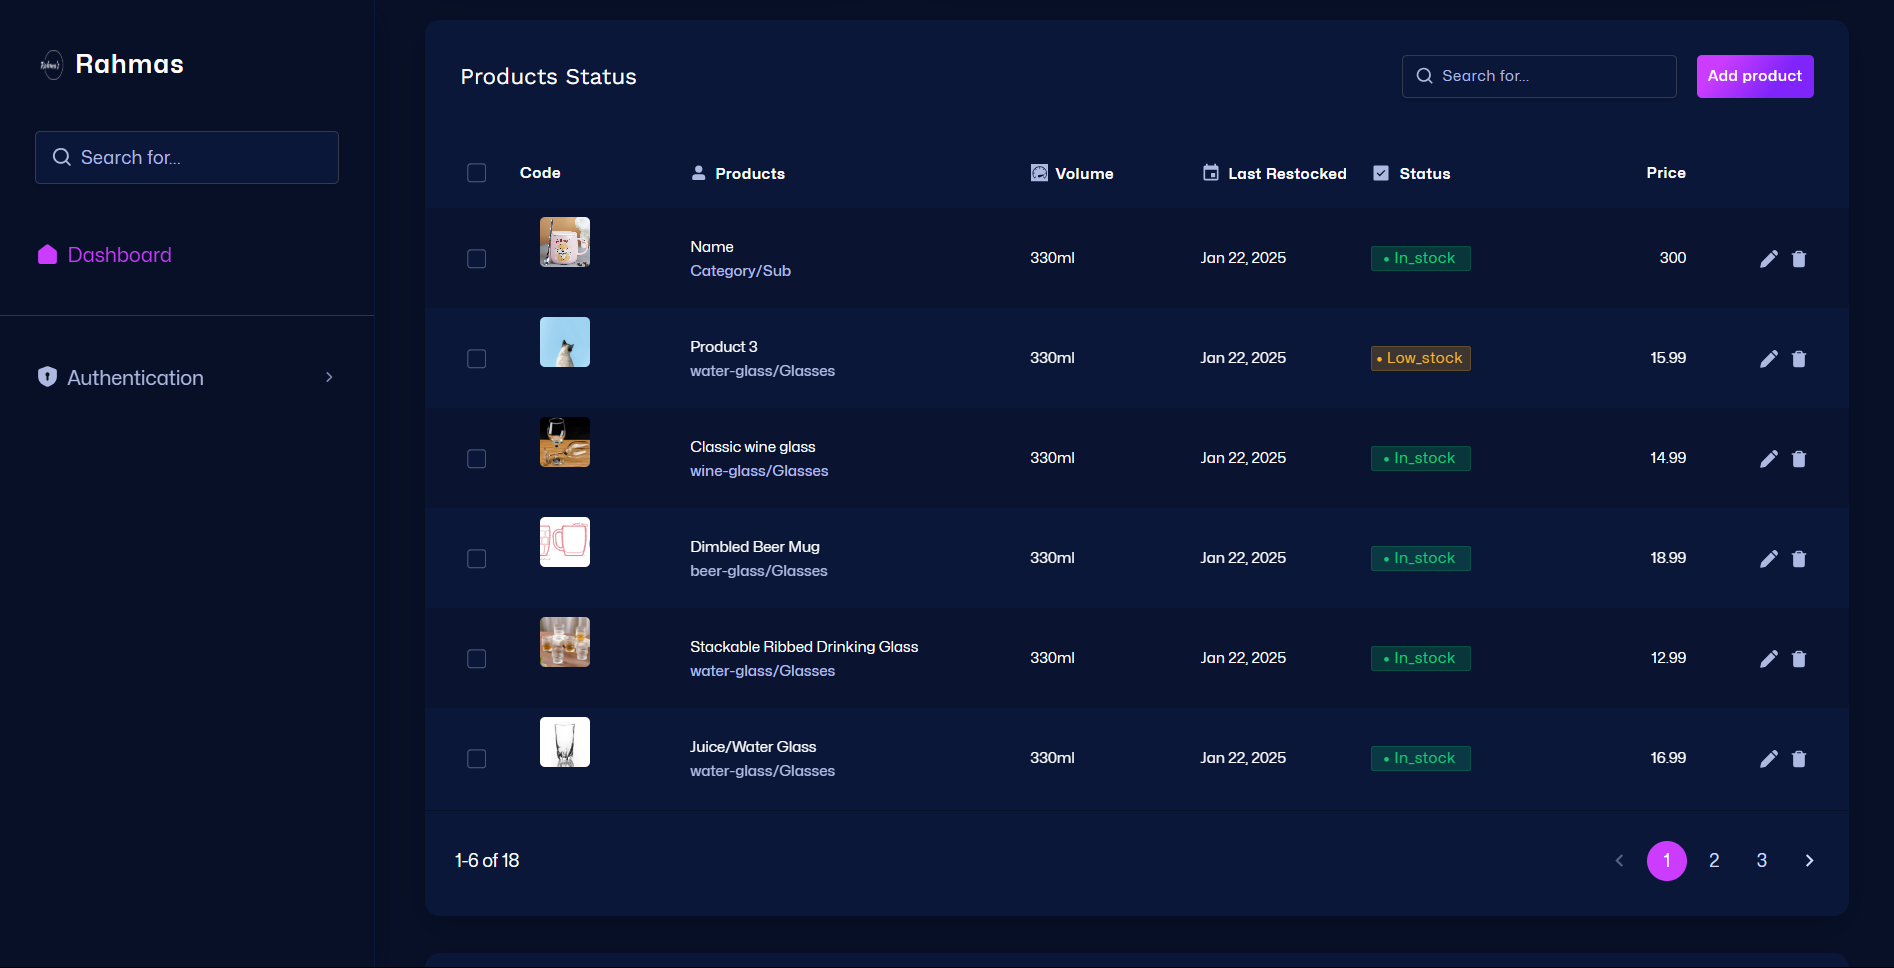 Rahmas
Search for...
Dashboard
Authentication
Products Status
Search for...
Add product
Code Products Volume Last Restocked Status Price
Name
Category/Sub
330ml Jan 22, 2025 In_stock 300
Product 3
water-glass/Glasses
330ml Jan 22, 2025 Low_stock 15.99
Classic wine glass
wine-glass/Glasses
330ml Jan 22, 2025 In_stock 14.99
Dimbled Beer Mug
beer-glass/Glasses
330ml Jan 22, 2025 In_stock 18.99
Stackable Ribbed Drinking Glass
water-glass/Glasses
330ml Jan 22, 2025 In_stock 12.99
Juice/Water Glass
water-glass/Glasses
330ml Jan 22, 2025 In_stock 16.99
1-6 of 18
1 2 3